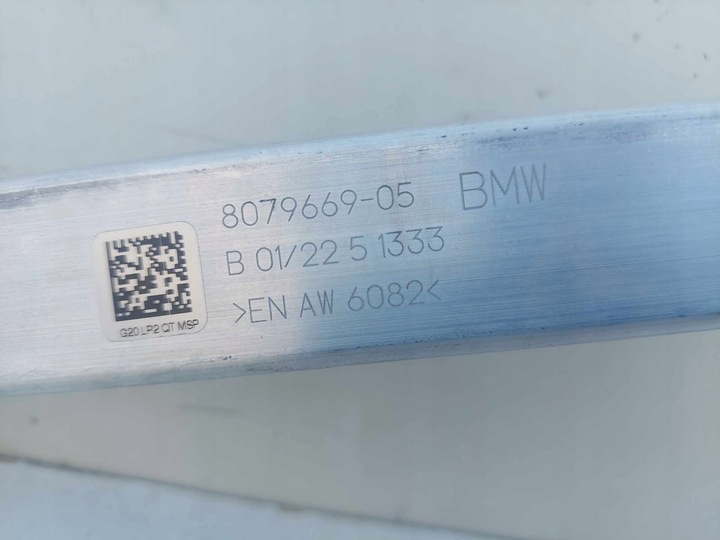 8079669-05 BMW
B 01/22 5 1333
>EN AW 6082<
G20 LP2 QT MSP